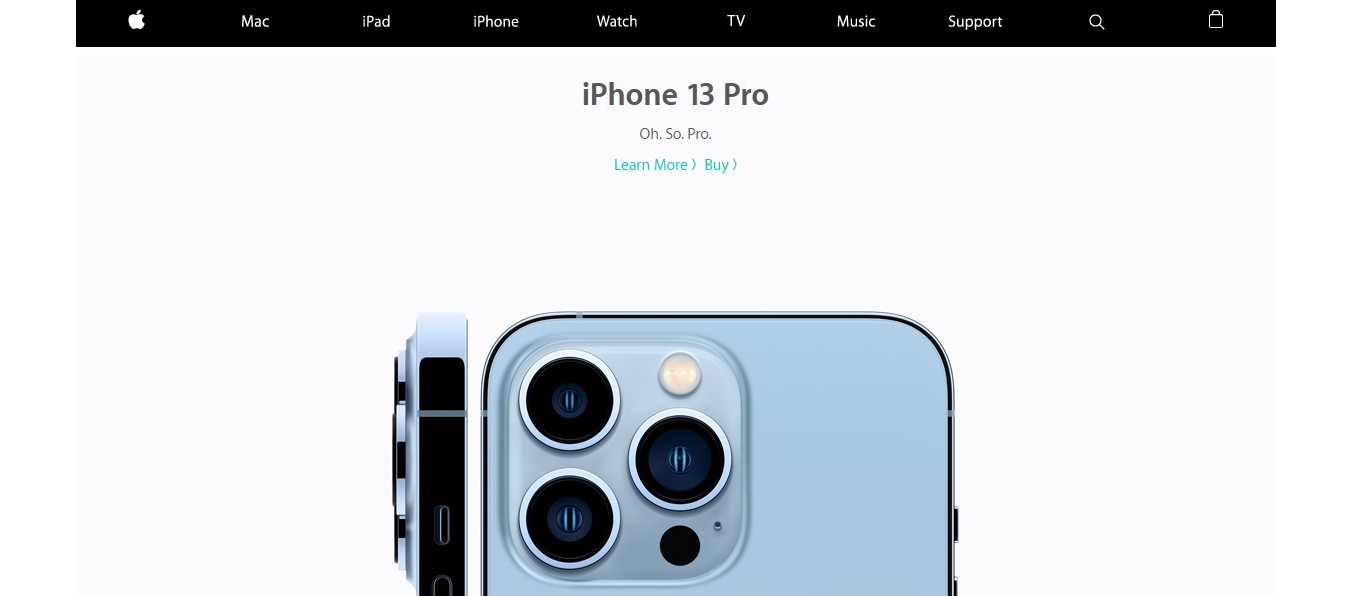 Mac iPad iPhone Watch TV Music Support
iPhone 13 Pro
Oh. So. Pro.
Learn More 〉 Buy 〉